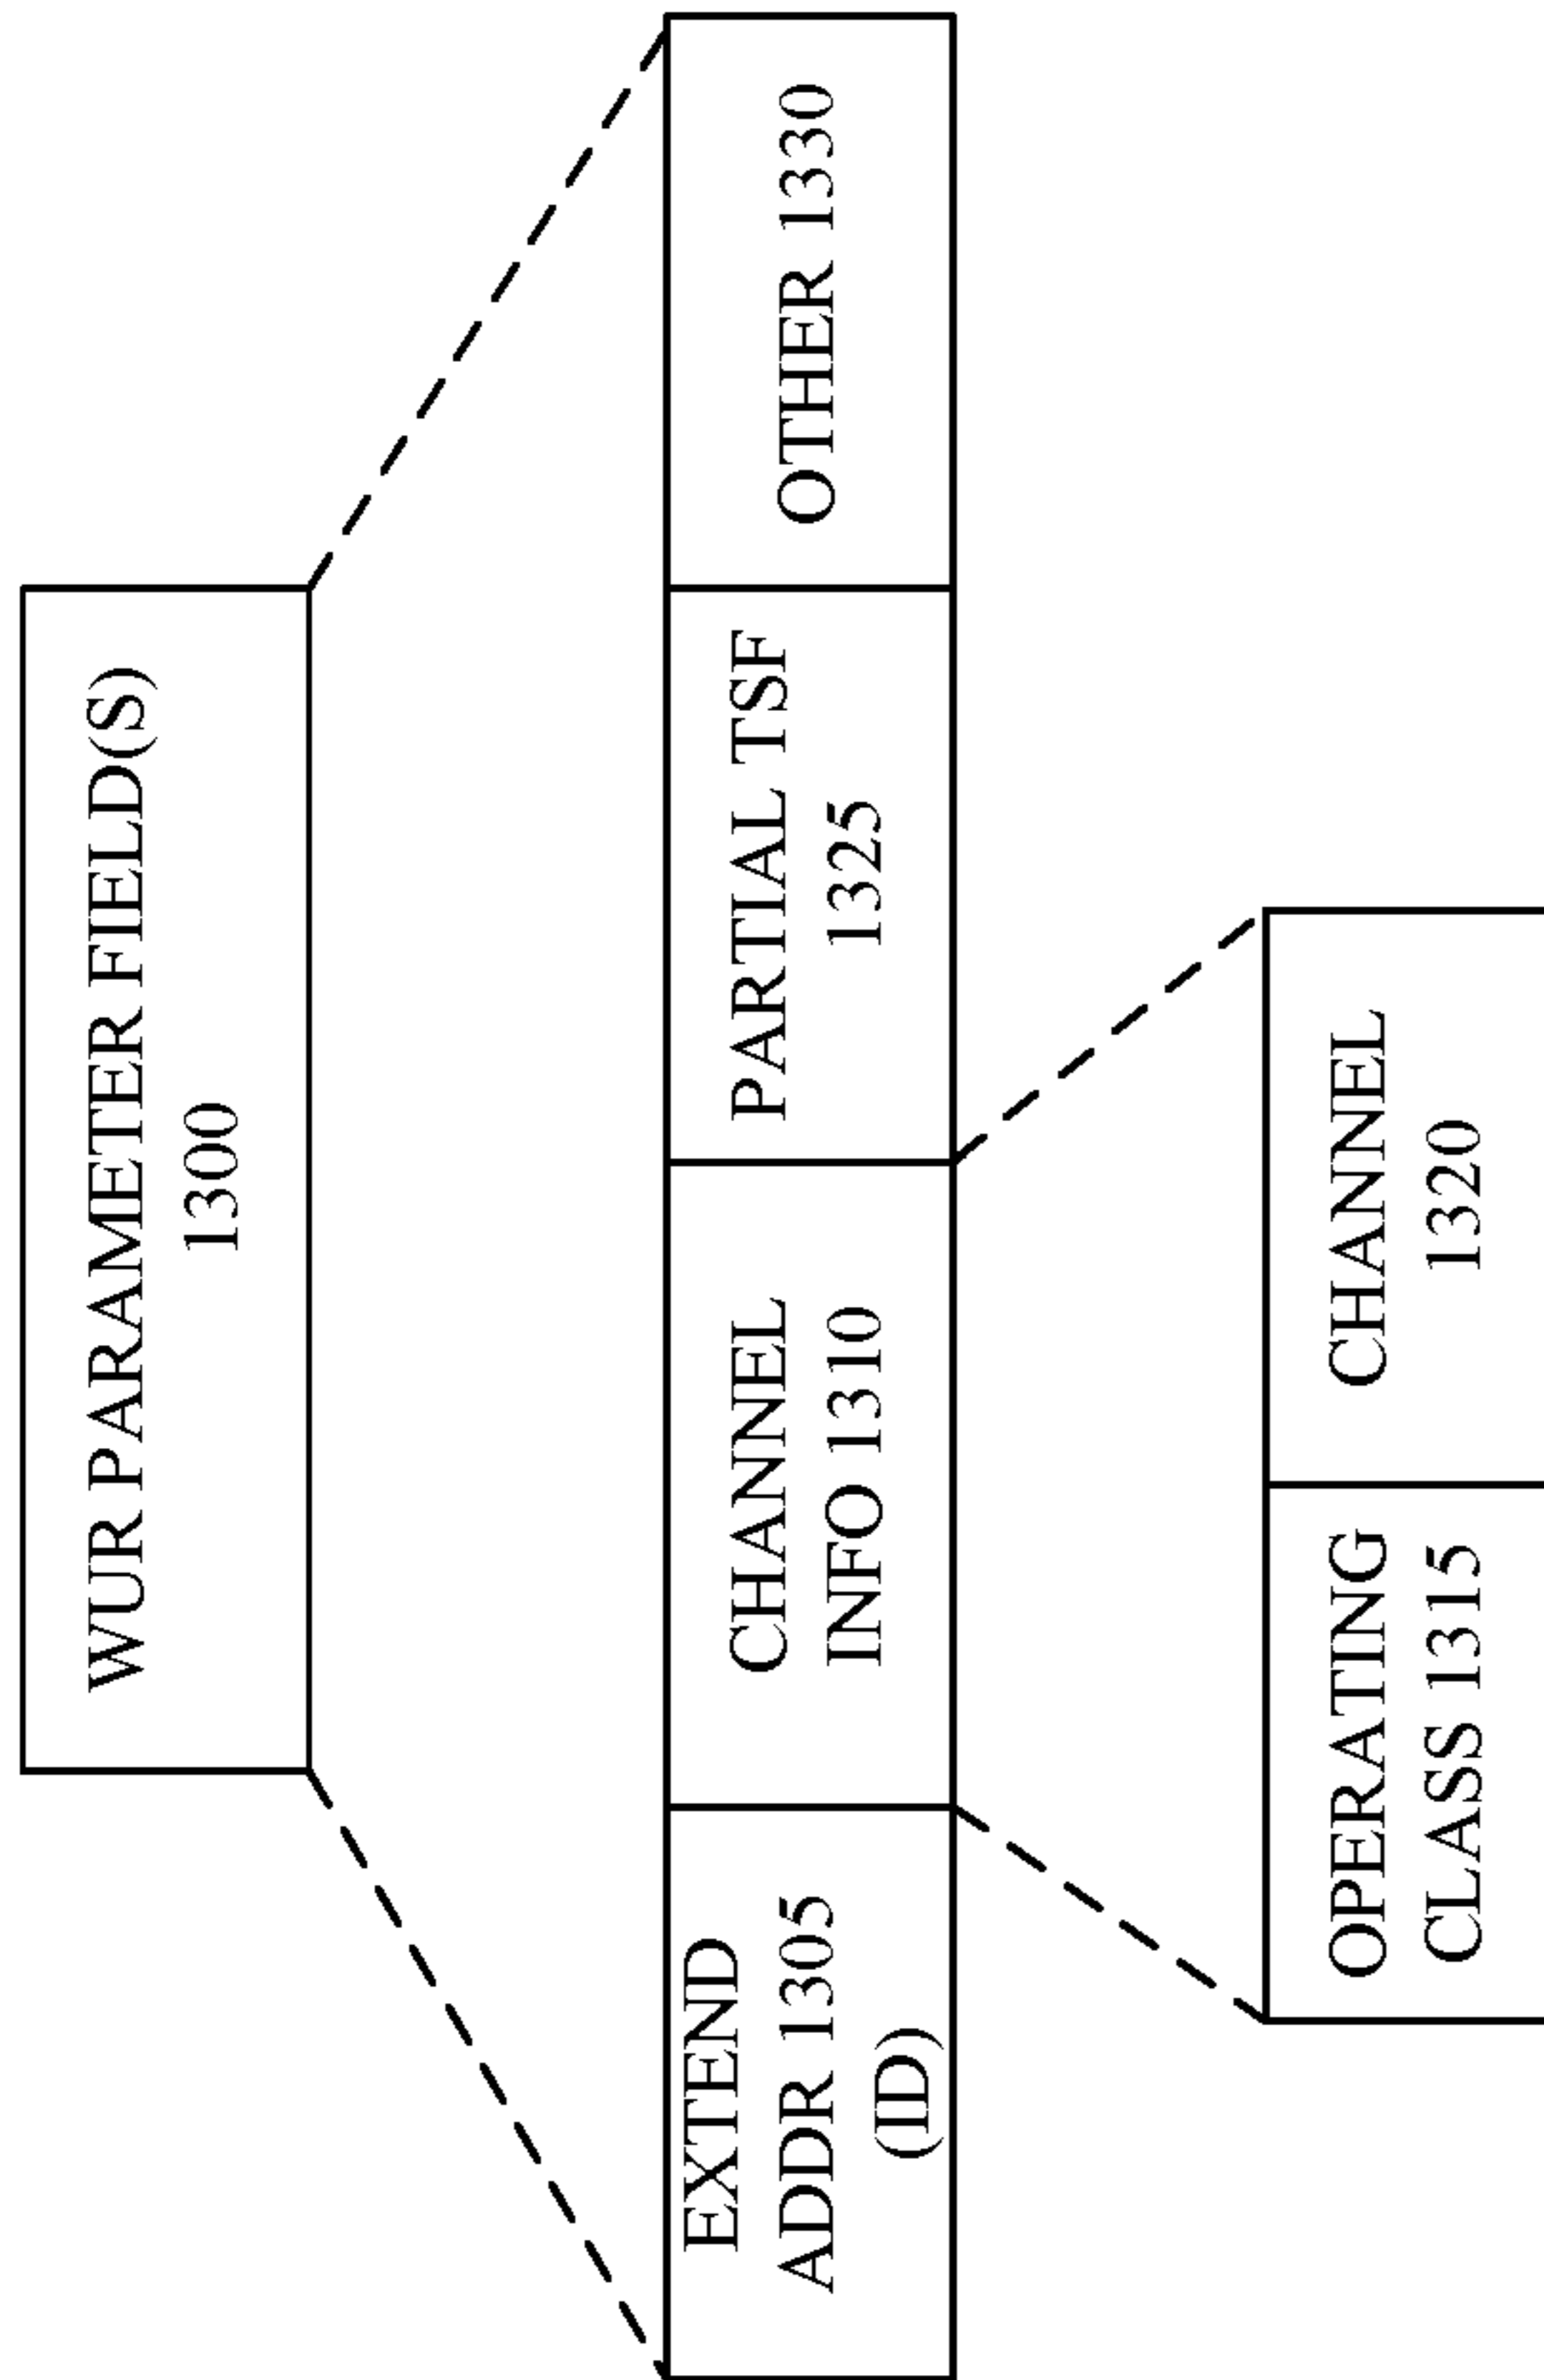 WUR PARAMETER FIELD(S)
1300
EXTEND
ADDR 1305
(ID)
CHANNEL
INFO 1310
PARTIAL TSF
1325
OTHER 1330
OPERATING
CLASS 1315
CHANNEL
1320